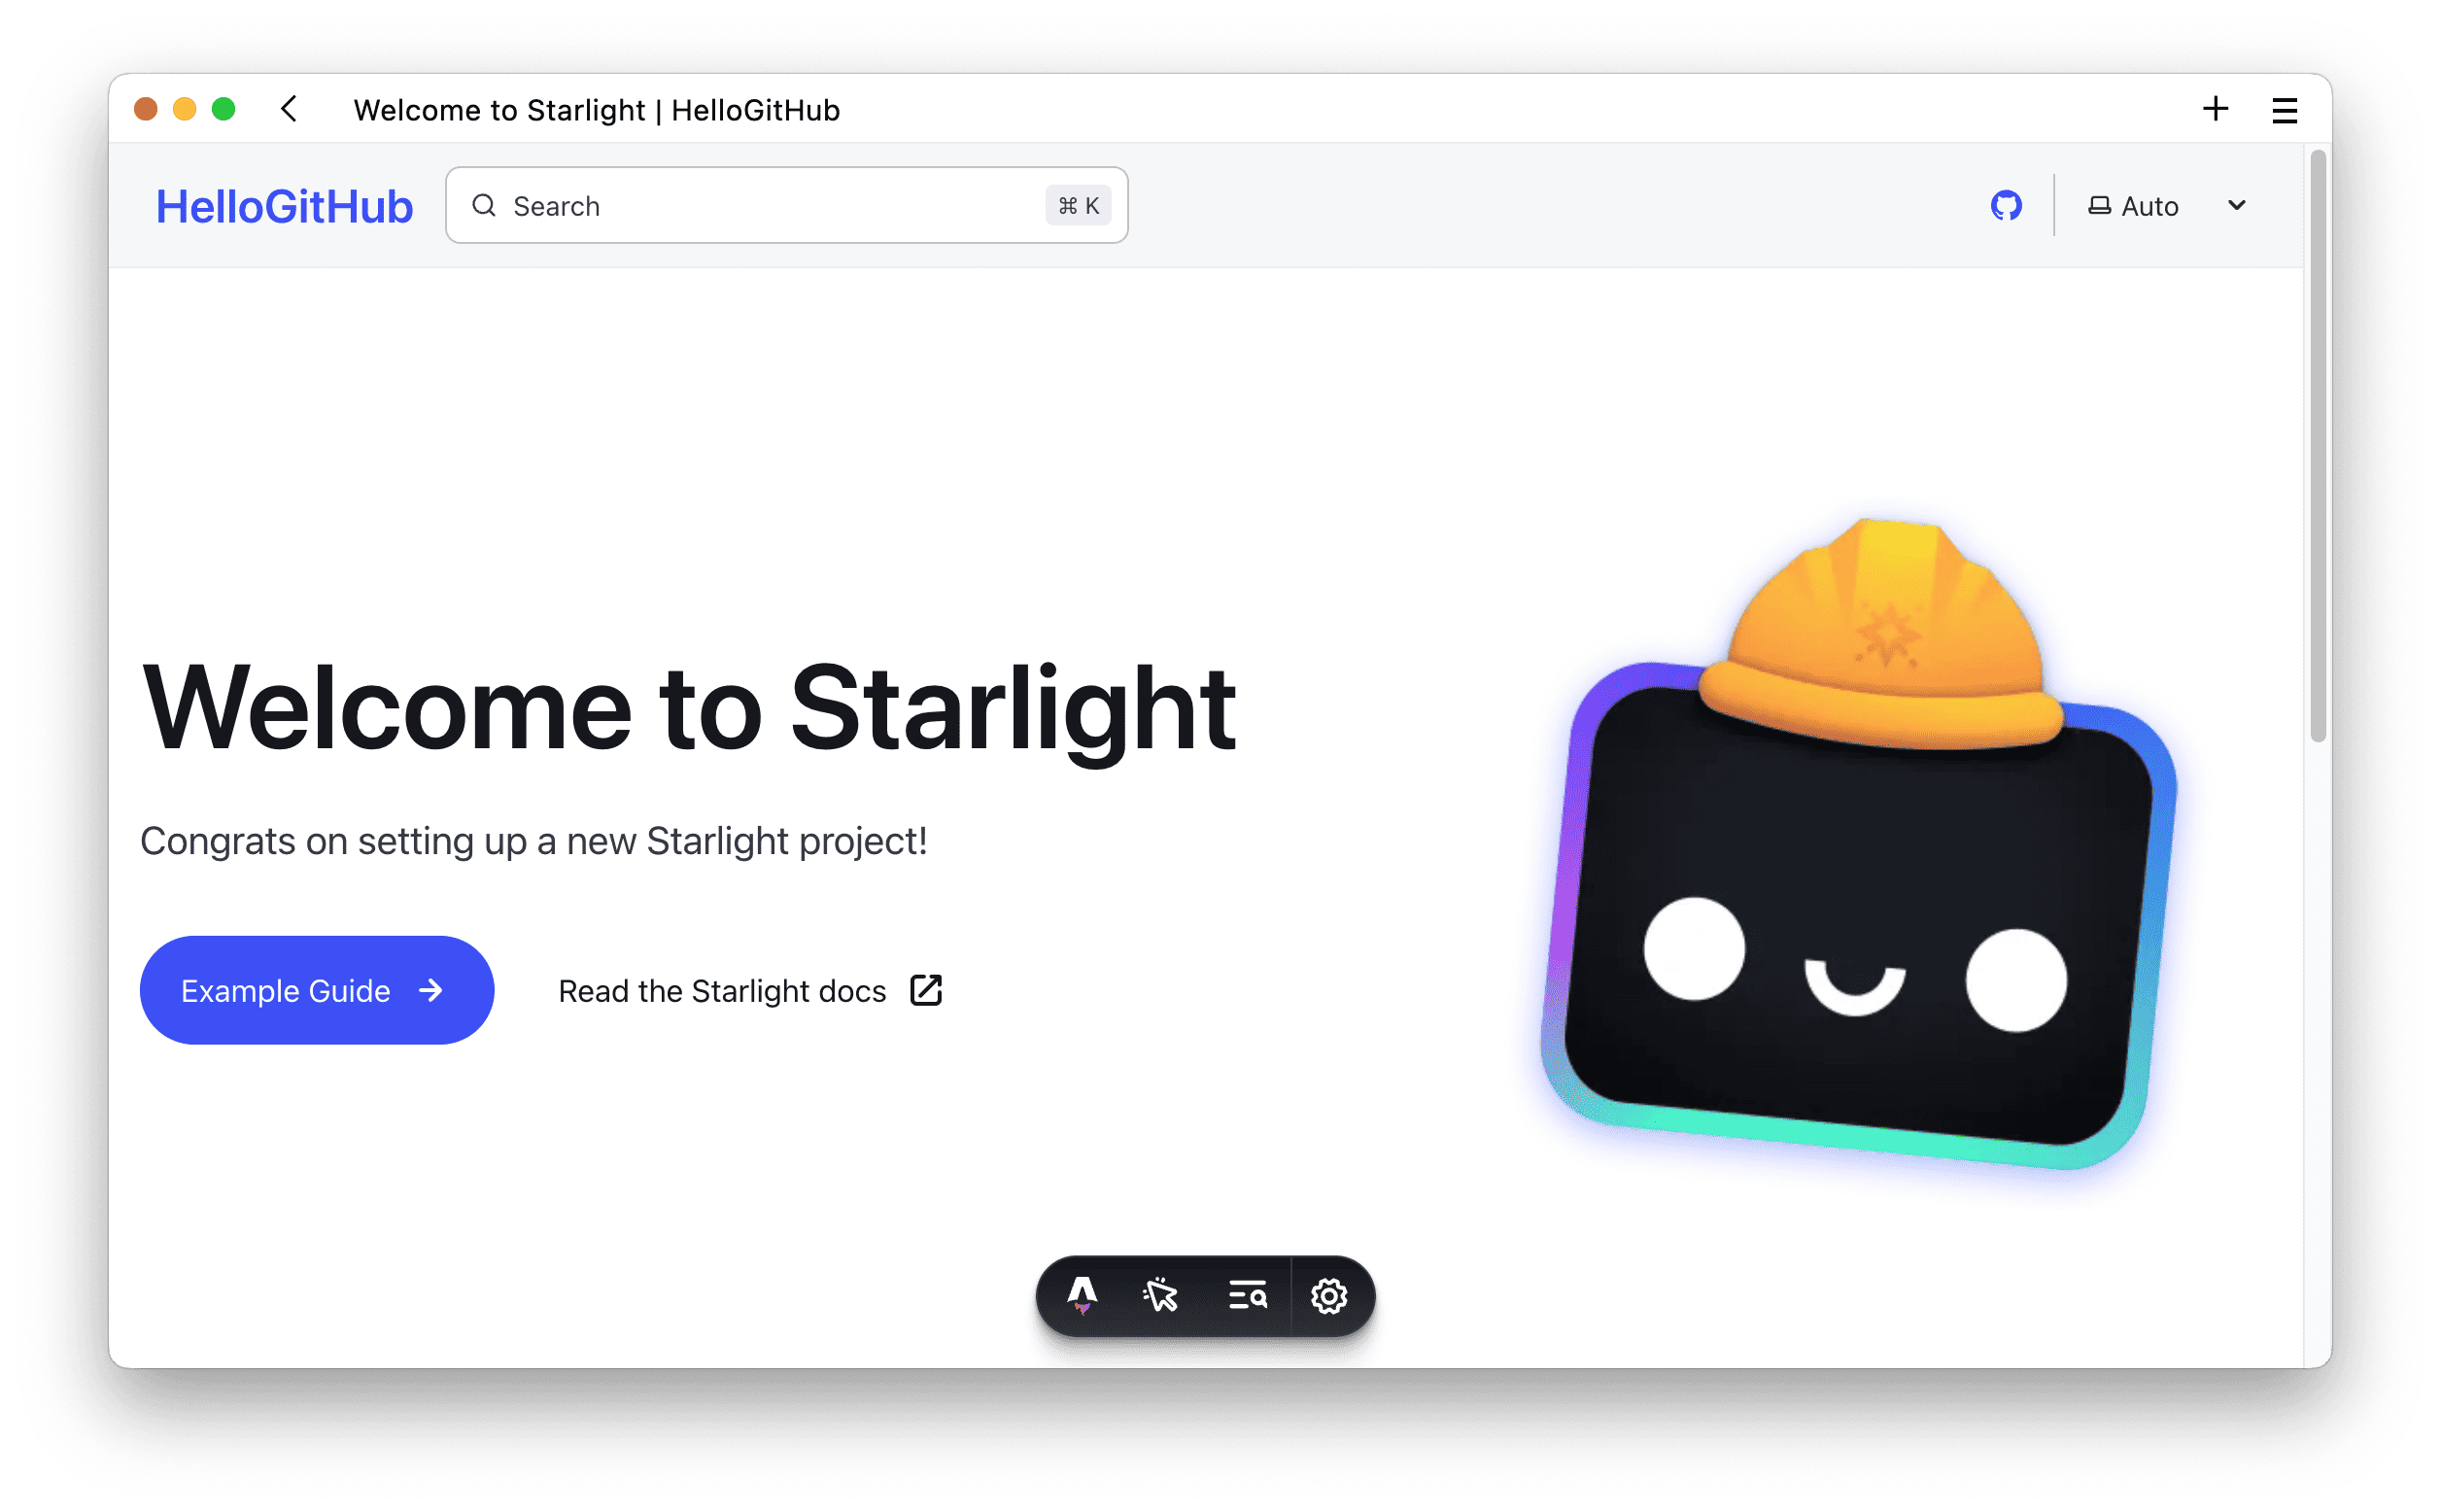 Welcome to Starlight | HelloGitHub
HelloGitHub
Search
⌘ K
Auto
Welcome to Starlight
Congrats on setting up a new Starlight project!
Example Guide
Read the Starlight docs